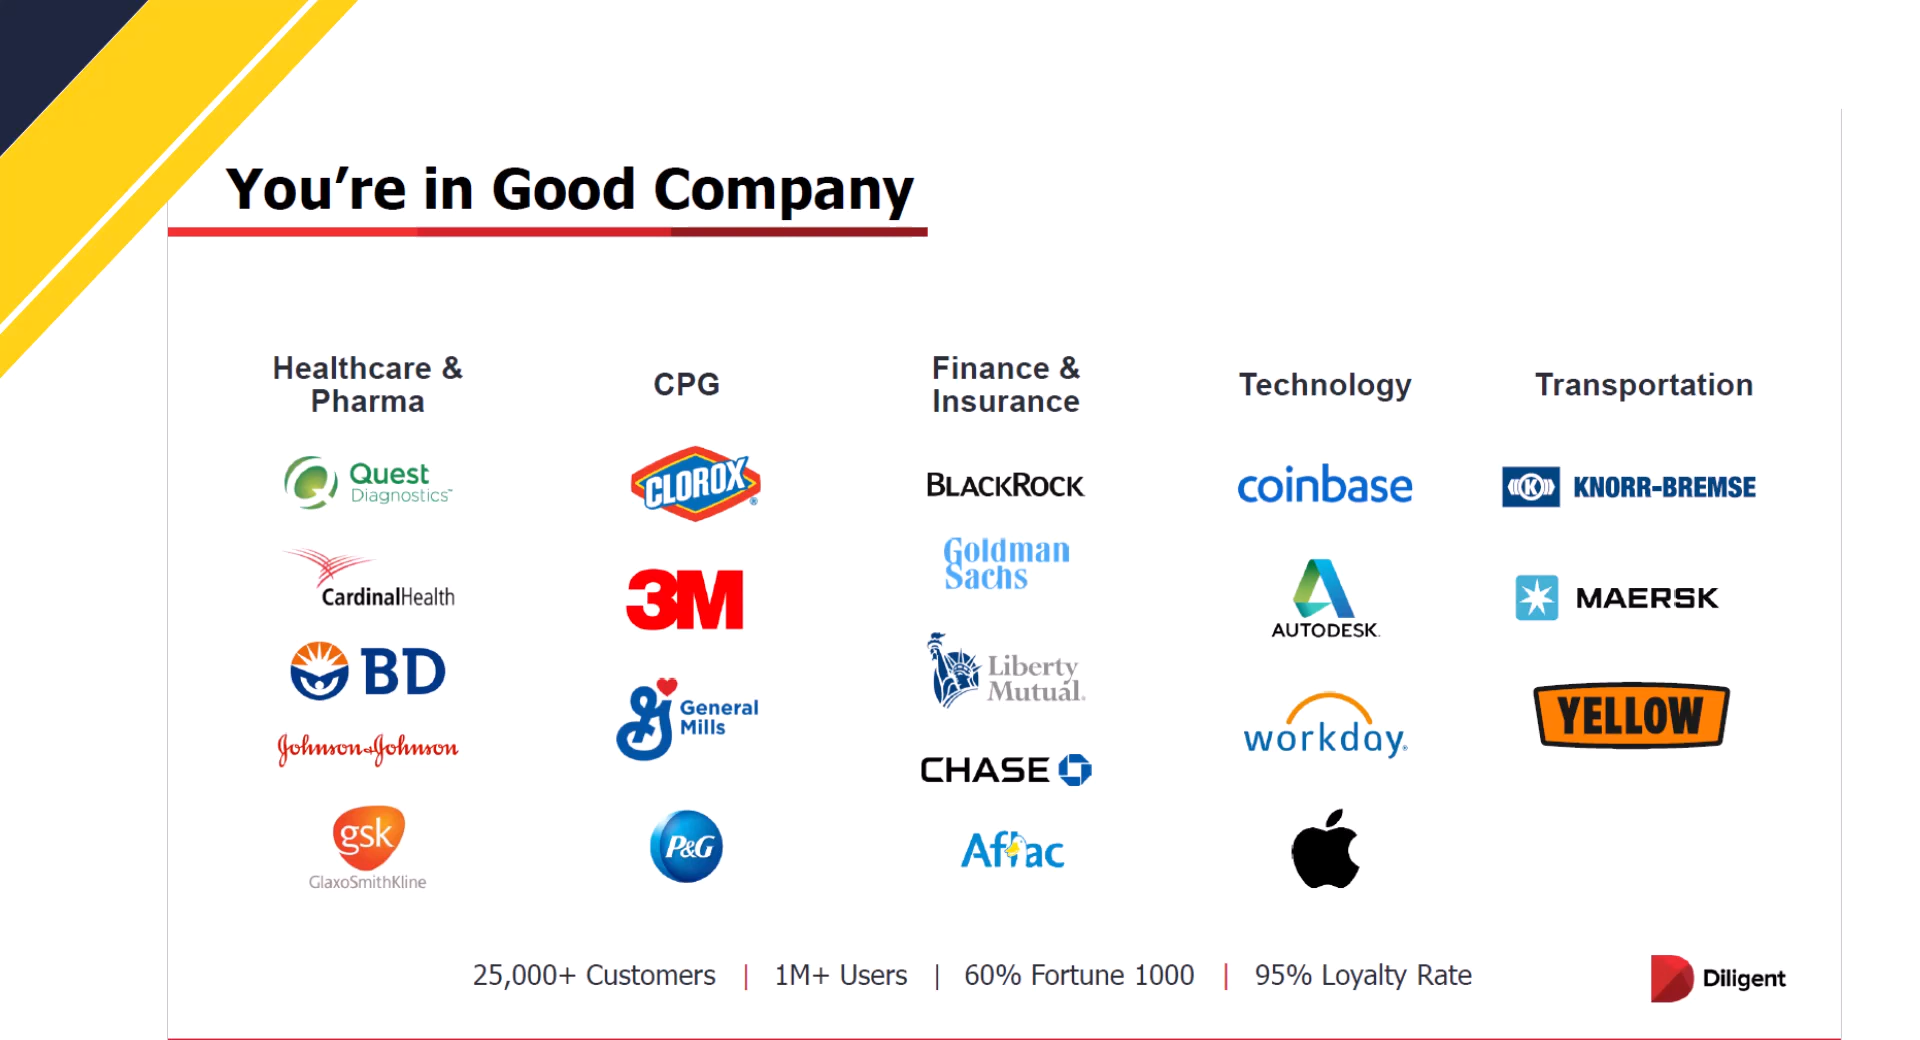 You’re in Good Company
Healthcare &
Pharma
Quest
Diagnostics™
CardinalHealth
BD
Johnson&Johnson
gsk
GlaxoSmithKline
CPG
CLOROX®
3M
General
Mills
P&G
Finance &
Insurance
BLACKROCK
Goldman
Sachs
Liberty
Mutual®
CHASE
Aflac
Technology
coinbase
AUTODESK.
workday®
Transportation
K KNORR-BREMSE
MAERSK
YELLOW
25,000+ Customers | 1M+ Users | 60% Fortune 1000 | 95% Loyalty Rate
Diligent